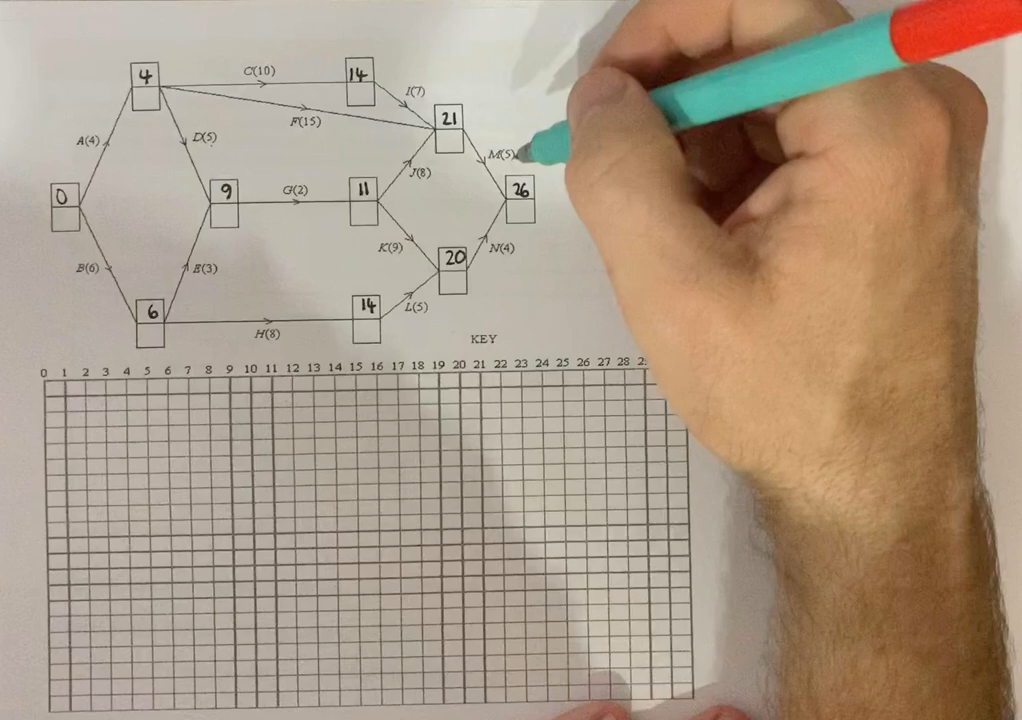 4
C(10)
14
I(7)
F(15)
21
A(4)
D(5)
M(5)
J(8)
0
9
G(2)
11
26
K(9)
N(4)
B(6)
E(3)
20
6
14
L(5)
H(8)
KEY
0 1 2 3 4 5 6 7 8 9 10 11 12 13 14 15 16 17 18 19 20 21 22 23 24 25 26 27 28